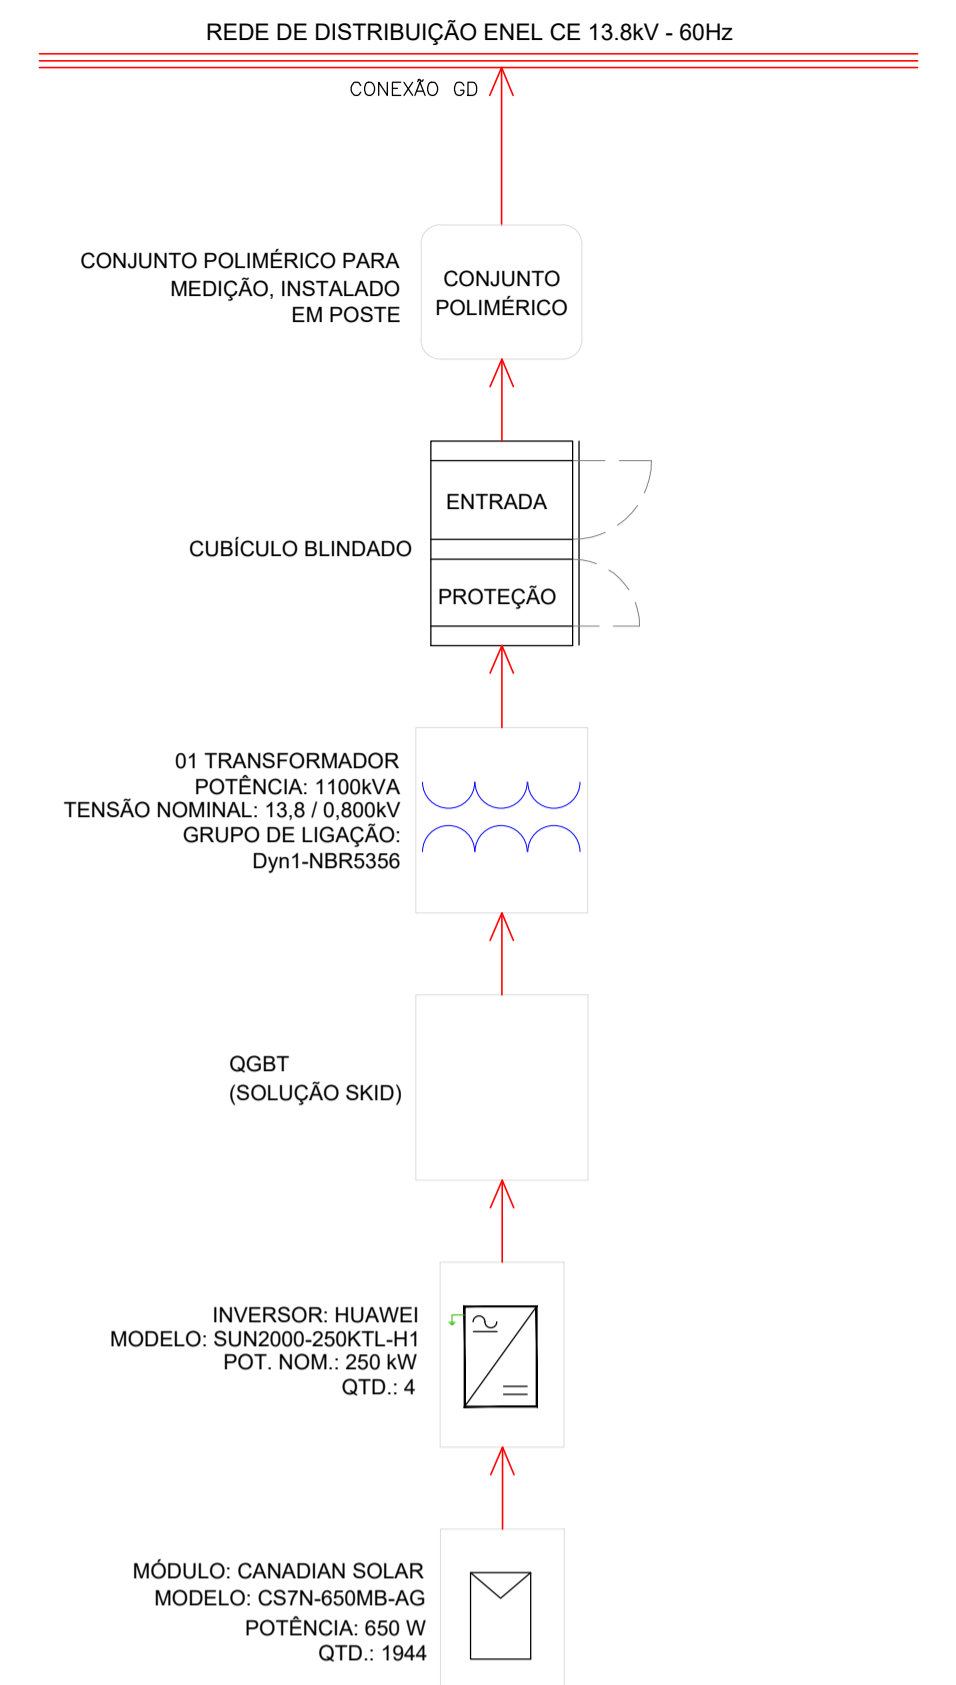 REDE DE DISTRIBUIÇÃO ENEL CE 13.8kV - 60Hz
CONEXÃO GD
CONJUNTO POLIMÉRICO PARA
MEDIÇÃO, INSTALADO
EM POSTE
CONJUNTO
POLIMÉRICO
ENTRADA
CUBÍCULO BLINDADO
PROTEÇÃO
01 TRANSFORMADOR
POTÊNCIA: 1100kVA
TENSÃO NOMINAL: 13,8 / 0,800kV
GRUPO DE LIGAÇÃO:
Dyn1-NBR5356
QGBT
(SOLUÇÃO SKID)
INVERSOR: HUAWEI
MODELO: SUN2000-250KTL-H1
POT. NOM.: 250 kW
QTD.: 4
MÓDULO: CANADIAN SOLAR
MODELO: CS7N-650MB-AG
POTÊNCIA: 650 W
QTD.: 1944